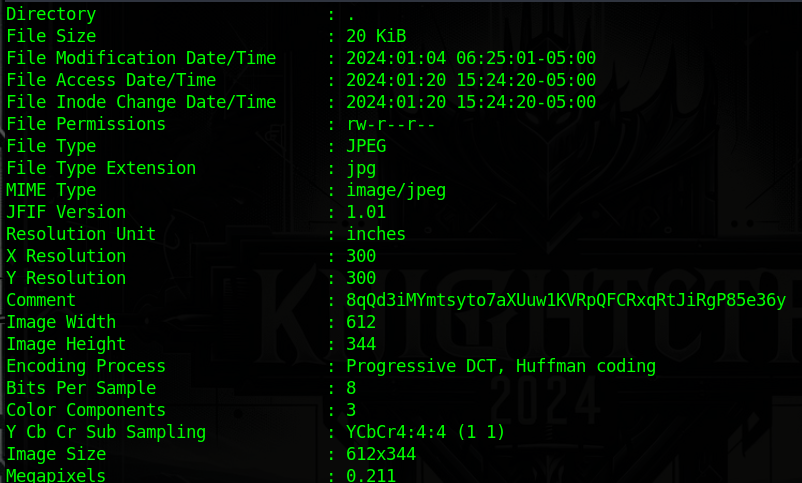 Directory : .
File Size : 20 KiB
File Modification Date/Time : 2024:01:04 06:25:01-05:00
File Access Date/Time : 2024:01:20 15:24:20-05:00
File Inode Change Date/Time : 2024:01:20 15:24:20-05:00
File Permissions : rw-r--r--
File Type : JPEG
File Type Extension : jpg
MIME Type : image/jpeg
JFIF Version : 1.01
Resolution Unit : inches
X Resolution : 300
Y Resolution : 300
Comment : 8qQd3iMYmtsyto7aXUuw1KVRpQFCRxqRtJiRgP85e36y
Image Width : 612
Image Height : 344
Encoding Process : Progressive DCT, Huffman coding
Bits Per Sample : 8
Color Components : 3
Y Cb Cr Sub Sampling : YCbCr4:4:4 (1 1)
Image Size : 612x344
Megapixels : 0.211
KNIGHTCTF
2024